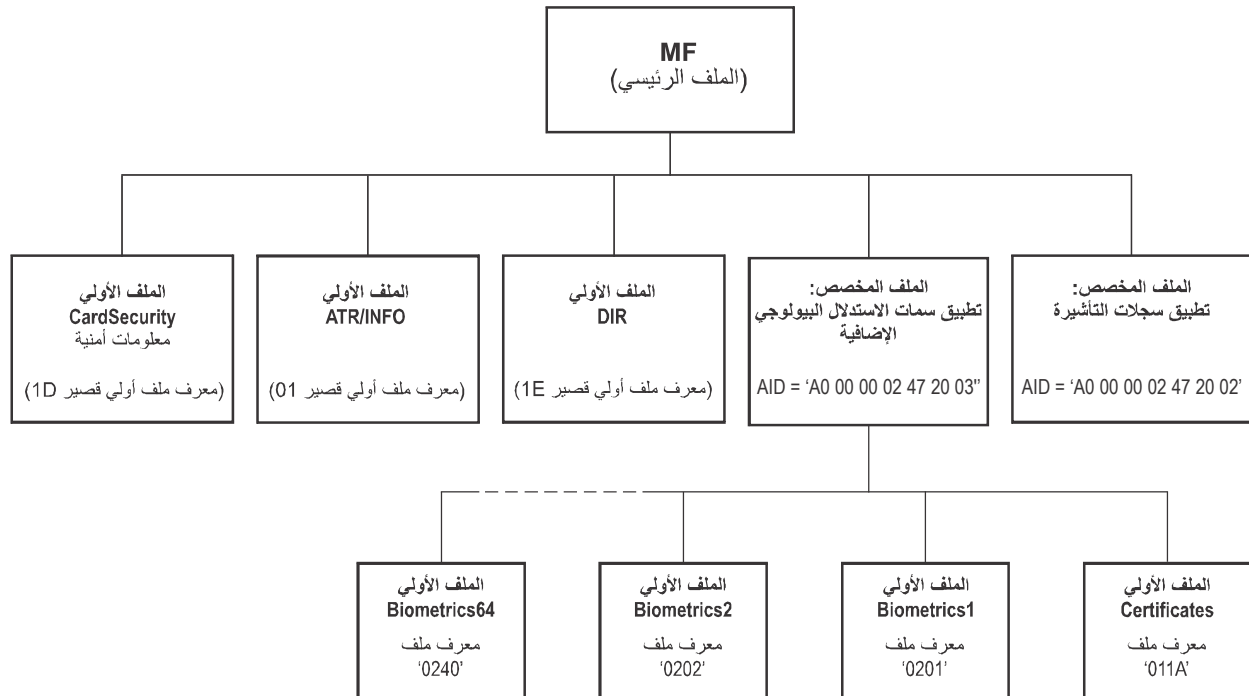 MF
(الملف الرئيسي)
الملف المخصص:
تطبيق سجلات التأشيرة
AID = ‘A0 00 00 02 47 20 02’
الملف المخصص:
تطبيق سمات الاستدلال البيولوجي
الإضافية
AID = ‘A0 00 00 02 47 20 03"
الملف الأولي
DIR
(معرف ملف أولي قصير 1E)
الملف الأولي
ATR/INFO
(معرف ملف أولي قصير 01)
الملف الأولي
CardSecurity
معلومات أمنية
(معرف ملف أولي قصير 1D)
الملف الأولي
Certificates
معرف ملف
‘011A’
الملف الأولي
Biometrics1
معرف ملف
‘0201’
الملف الأولي
Biometrics2
معرف ملف
‘0202’
الملف الأولي
Biometrics64
معرف ملف
‘0240’